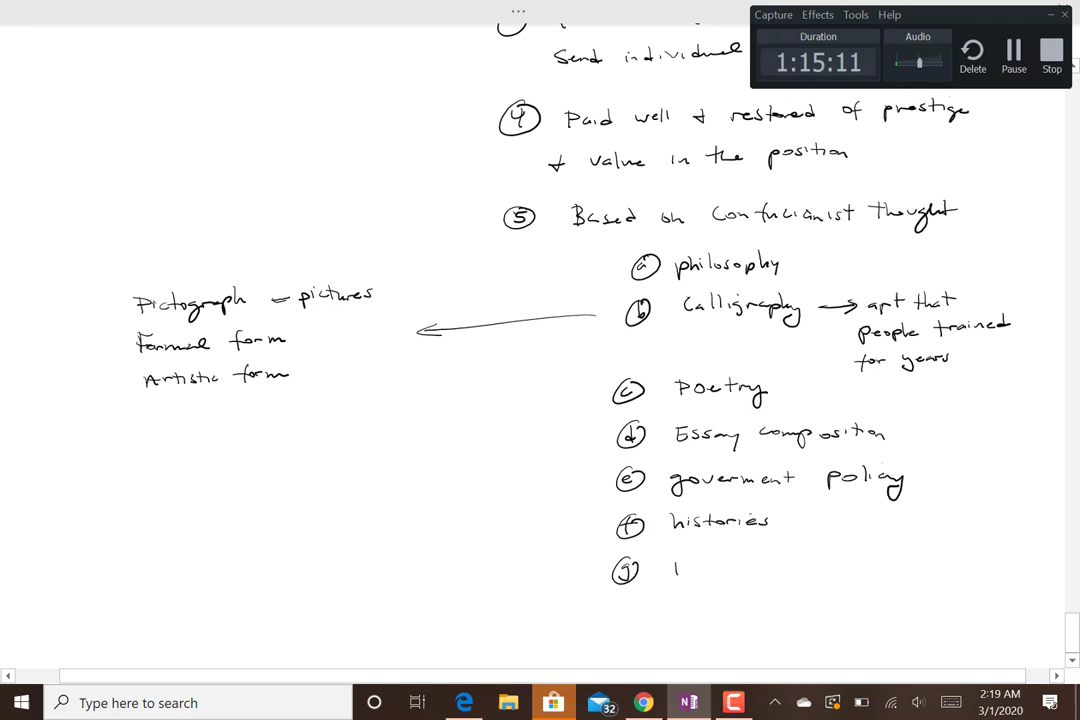 Capture Effects Tools Help
Duration
Audio
1:15:11
Delete Pause Stop
Send individual
④ Paid well + restored of prestige
+ value in the position
⑤ Based on Confucianist thought
ⓐ philosophy
ⓑ Calligraphy → art that
people trained
for years
Pictograph - pictures
Formal form
Artistic form
ⓒ Poetry
ⓓ Essay composition
ⓔ goverment policy
ⓕ histories
ⓖ
Type here to search
32
2:19 AM
3/1/2020